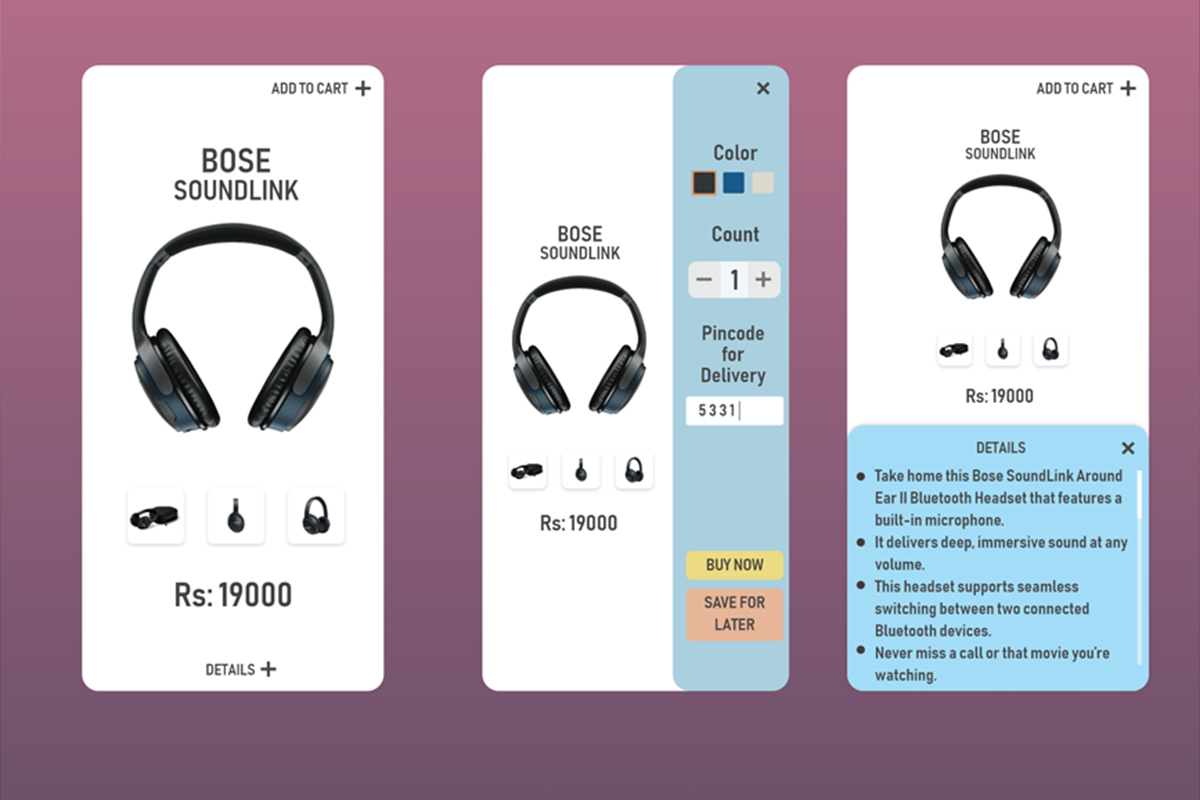 ADD TO CART +
BOSE
SOUNDLINK
Rs: 19000
DETAILS +
BOSE
SOUNDLINK
Rs: 19000
×
Color
Count
− 1 +
Pincode
for
Delivery
5331
BUY NOW
SAVE FOR
LATER
ADD TO CART +
BOSE
SOUNDLINK
Rs: 19000
DETAILS ×
● Take home this Bose SoundLink Around
Ear II Bluetooth Headset that features a
built-in microphone.
● It delivers deep, immersive sound at any
volume.
● This headset supports seamless
switching between two connected
Bluetooth devices.
● Never miss a call or that movie you're
watching.